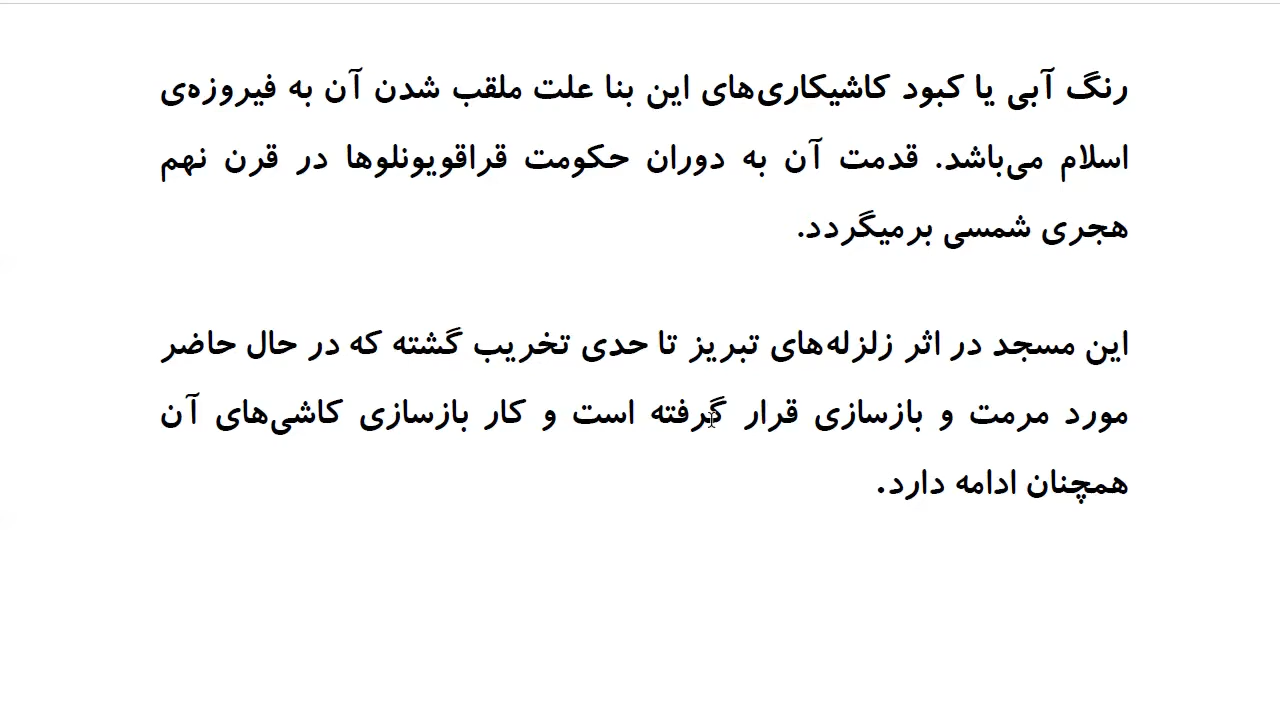 رنگ آبی یا کبود کاشیکاری‌های این بنا علت ملقب شدن آن به فیروزه‌ی
اسلام می‌باشد. قدمت آن به دوران حکومت قراقویونلوها در قرن نهم
هجری شمسی برمیگردد.
این مسجد در اثر زلزله‌های تبریز تا حدی تخریب گشته که در حال حاضر
مورد مرمت و بازسازی قرار گرفته است و کار بازسازی کاشی‌های آن
همچنان ادامه دارد.